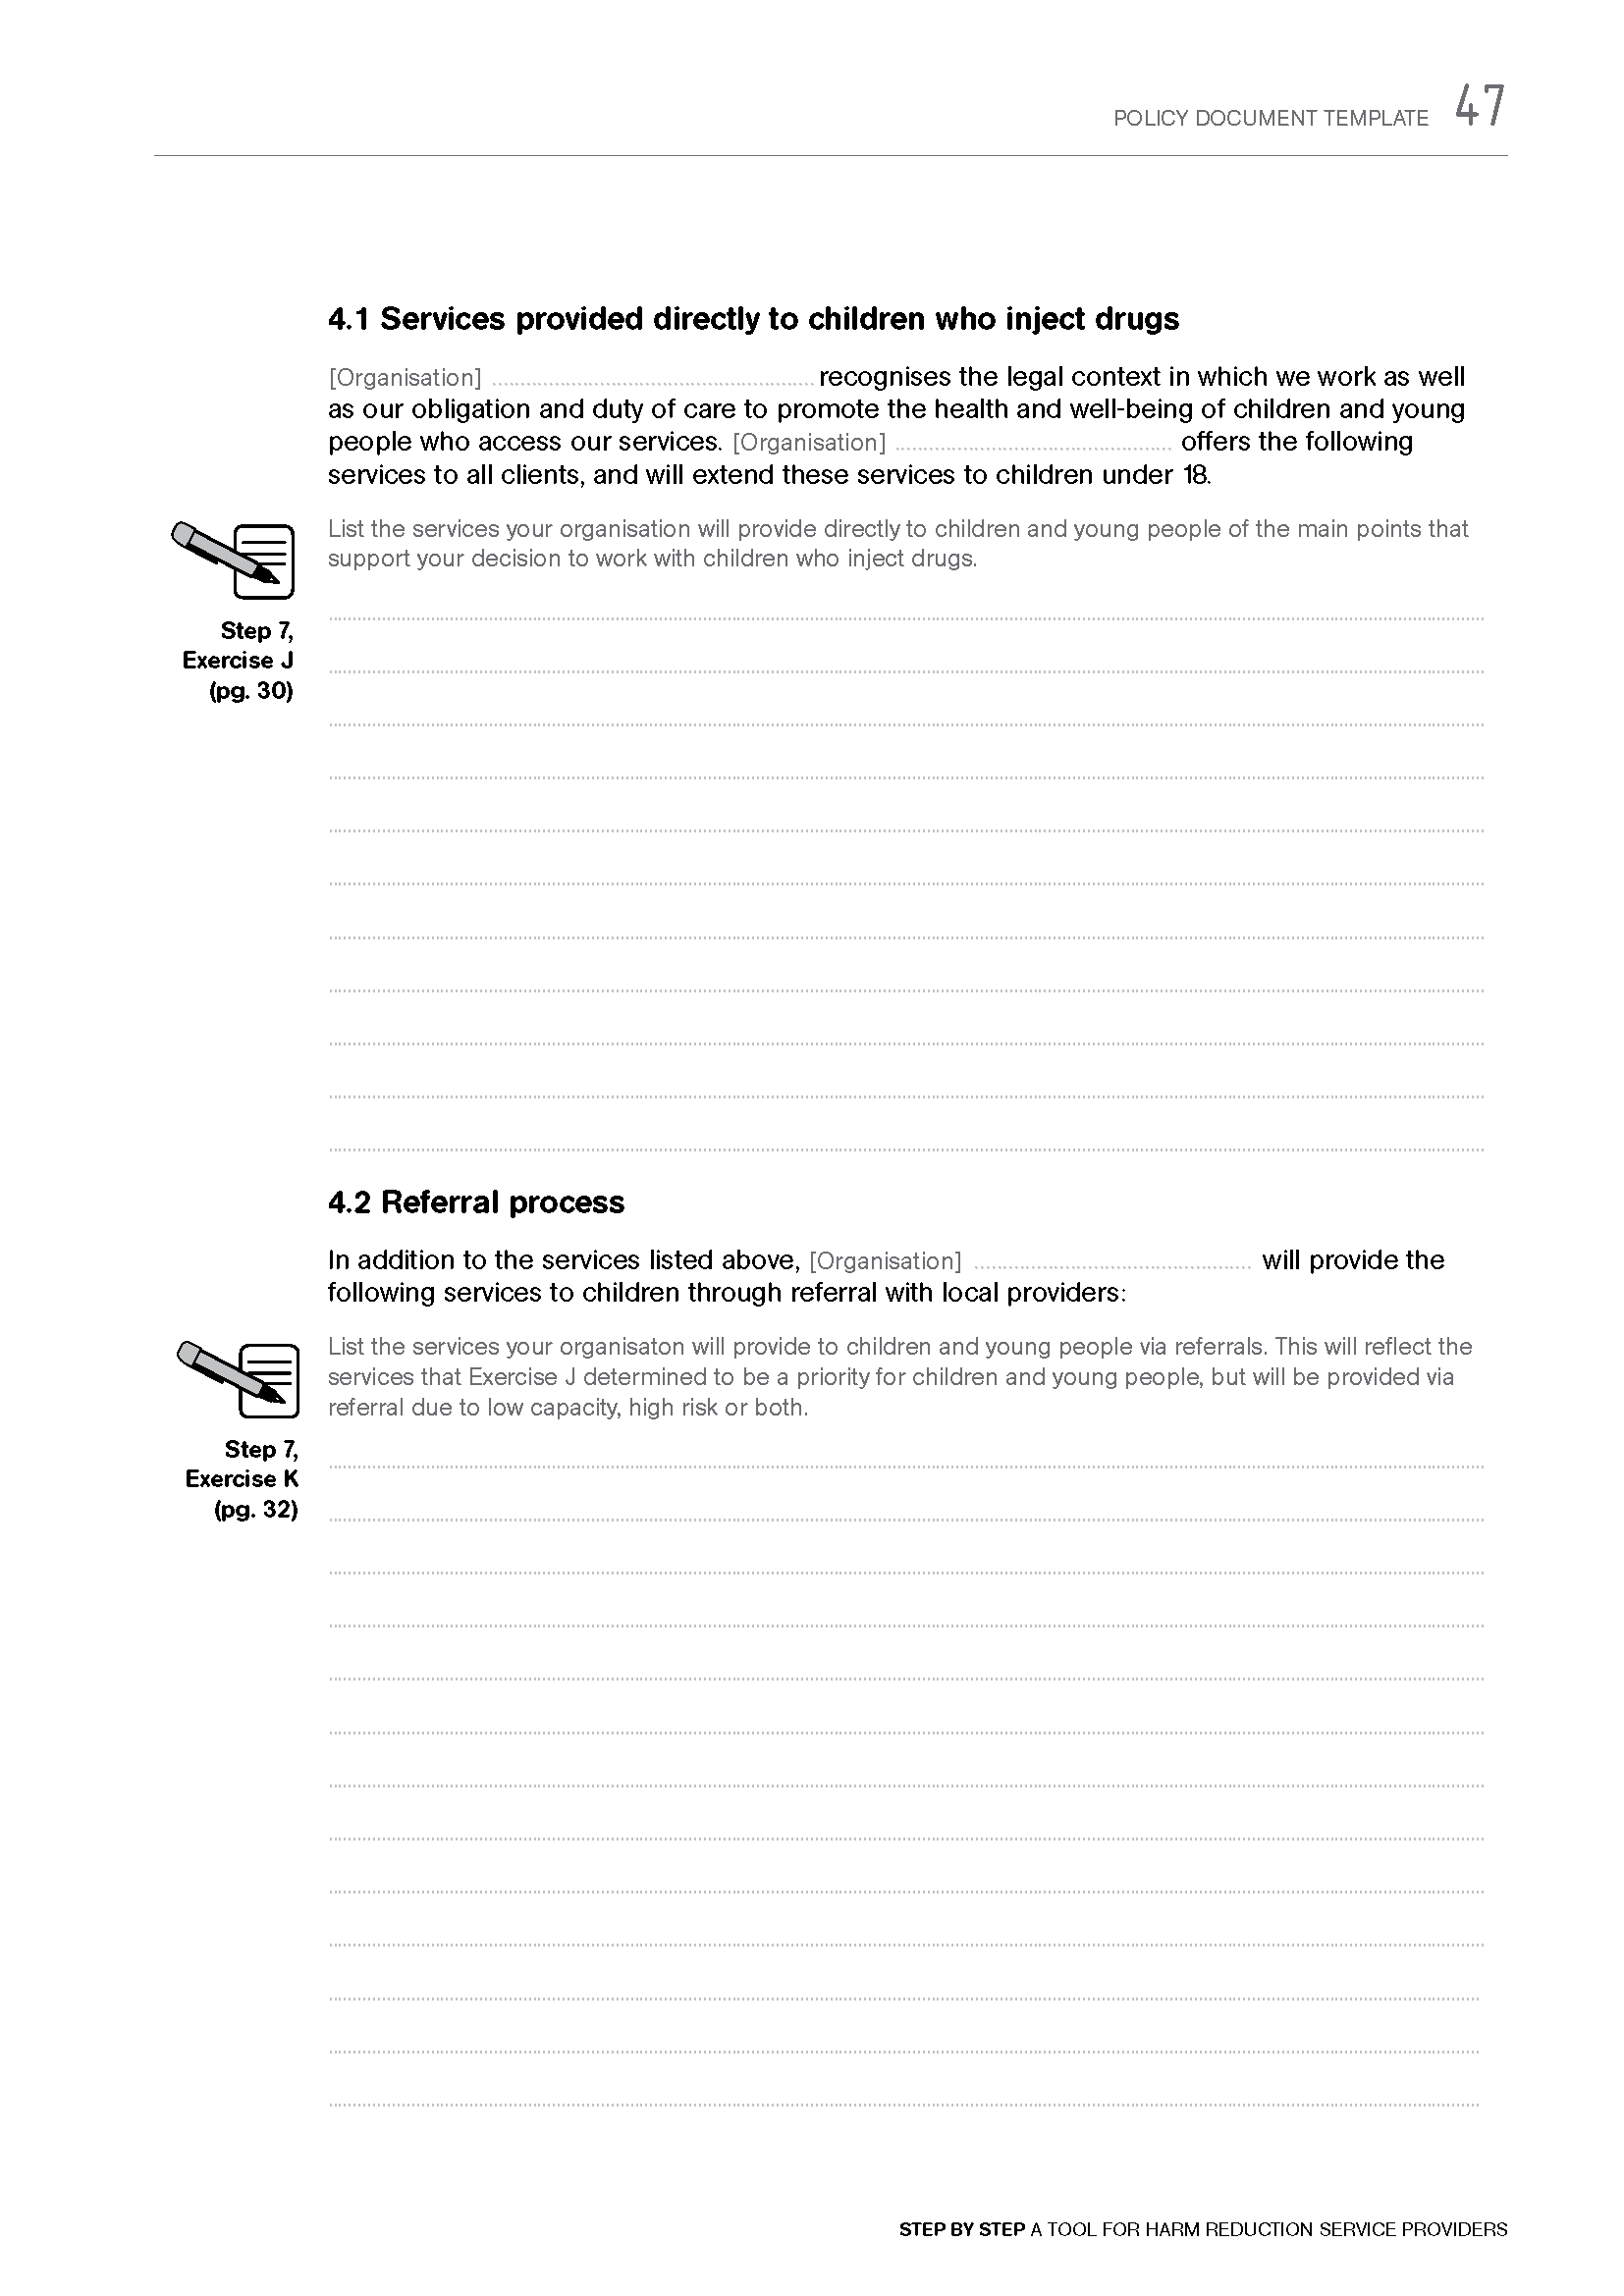 POLICY DOCUMENT TEMPLATE 47
4.1 Services provided directly to children who inject drugs
[Organisation] ........................................................... recognises the legal context in which we work as well
as our obligation and duty of care to promote the health and well-being of children and young
people who access our services. [Organisation] .................................................. offers the following
services to all clients, and will extend these services to children under 18.
List the services your organisation will provide directly to children and young people of the main points that
support your decision to work with children who inject drugs.
Step 7,
Exercise J
(pg. 30)
4.2 Referral process
In addition to the services listed above, [Organisation] .................................................. will provide the
following services to children through referral with local providers:
List the services your organisaton will provide to children and young people via referrals. This will reflect the
services that Exercise J determined to be a priority for children and young people, but will be provided via
referral due to low capacity, high risk or both.
Step 7,
Exercise K
(pg. 32)
STEP BY STEP A TOOL FOR HARM REDUCTION SERVICE PROVIDERS